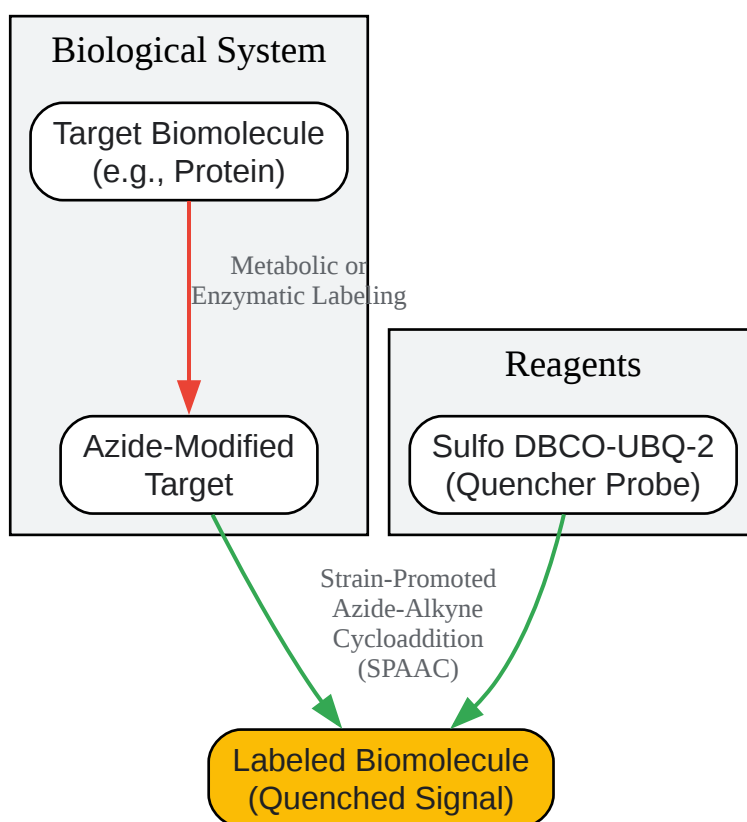 Biological System
Target Biomolecule
(e.g., Protein)
Metabolic or
Enzymatic Labeling
Azide-Modified
Target
Reagents
Sulfo DBCO-UBQ-2
(Quencher Probe)
Strain-Promoted
Azide-Alkyne
Cycloaddition
(SPAAC)
Labeled Biomolecule
(Quenched Signal)